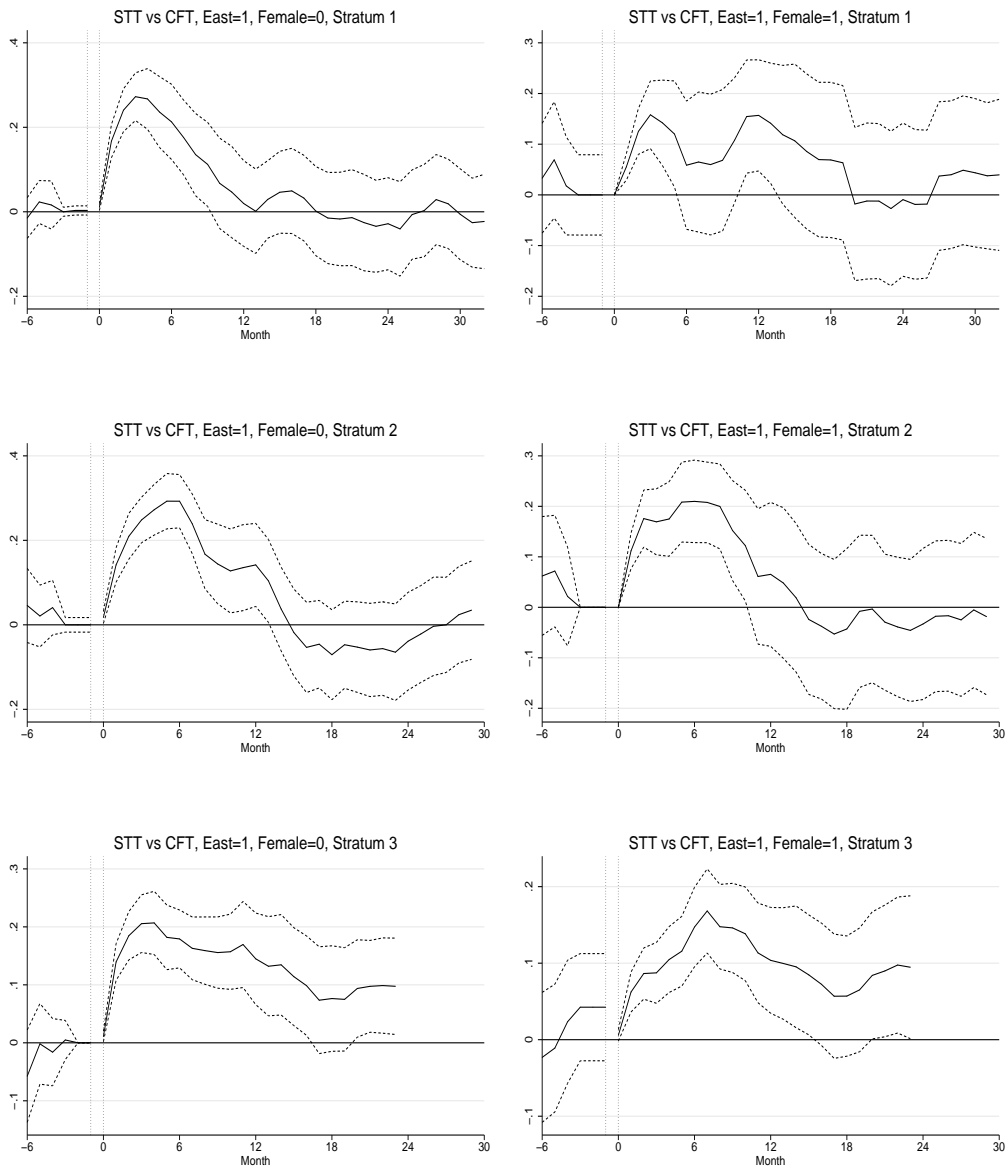 STT vs CFT, East=1, Female=0, Stratum 1
.4
.2
0
-.2
-6 0 6 12 18 24 30
Month
STT vs CFT, East=1, Female=1, Stratum 1
.3
.2
.1
0
-.1
-.2
-6 0 6 12 18 24 30
Month
STT vs CFT, East=1, Female=0, Stratum 2
.4
.2
0
-.2
-6 0 6 12 18 24 30
Month
STT vs CFT, East=1, Female=1, Stratum 2
.3
.2
.1
0
-.1
-.2
-6 0 6 12 18 24 30
Month
STT vs CFT, East=1, Female=0, Stratum 3
.3
.2
.1
0
-.1
-6 0 6 12 18 24 30
Month
STT vs CFT, East=1, Female=1, Stratum 3
.2
.1
0
-.1
-6 0 6 12 18 24 30
Month